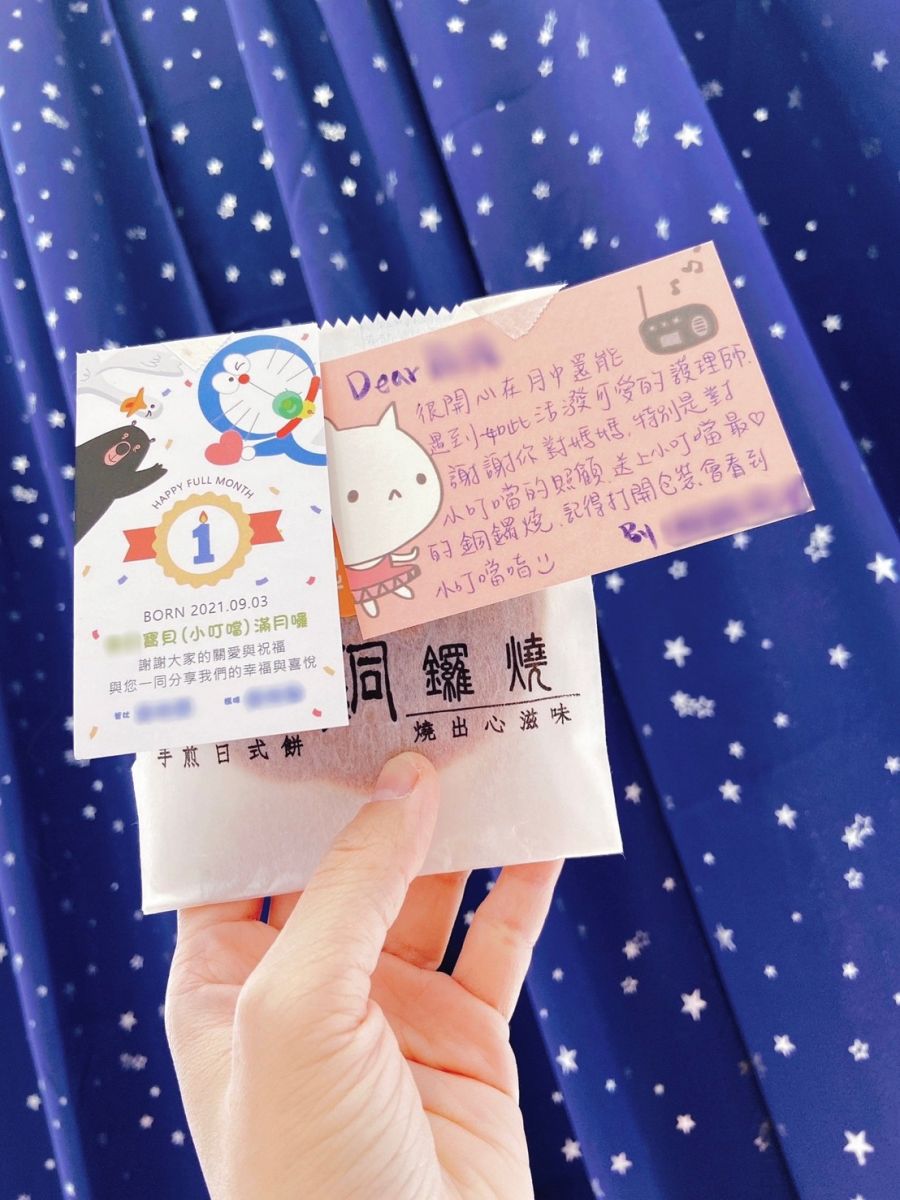 HAPPY FULL MONTH
1
BORN 2021.09.03
寶貝(小叮噹)滿月囉
謝謝大家的關愛與祝福
與您一同分享我們的幸福與喜悅
Dear
很開心在月中還能
遇到如此活潑可愛的護理師.
謝謝你對媽媽.特別是對
小叮噹的照顧.送上小叮噹最♡
的銅鑼燒.記得打開包裝會看到
小叮噹唷
By
銅鑼燒
燒出心滋味
手煎日式餅